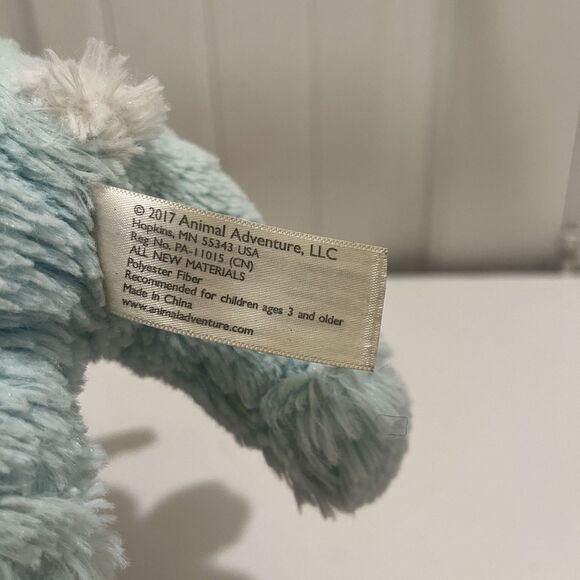 © 2017 Animal Adventure, LLC
Hopkins, MN 55343 USA
Reg. No. PA-11015 (CN)
ALL NEW MATERIALS
Polyester Fiber
Recommended for children ages 3 and older
Made in China
www.animaladventure.com